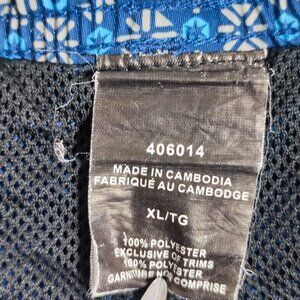 406014
MADE IN CAMBODIA
FABRIQUÉ AU CAMBODGE
XL/TG
100% POLYESTER
EXCLUSIVE OF TRIMS
100% POLYESTER
GARNITURE NON COMPRISE